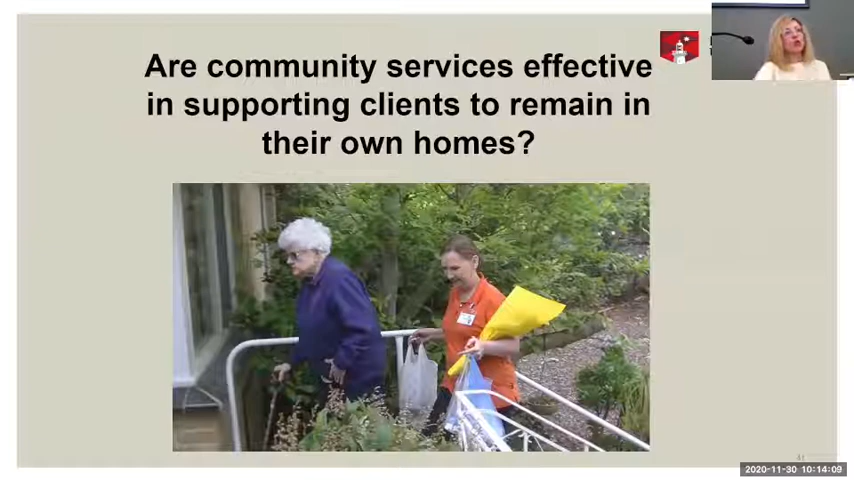 Are community services effective
in supporting clients to remain in
their own homes?
2020-11-30 10:14:09